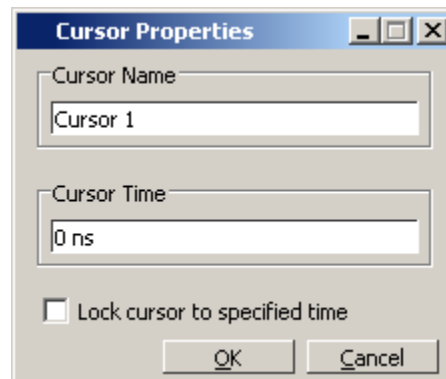 Cursor Properties
Cursor Name
Cursor 1
Cursor Time
0 ns
Lock cursor to specified time
OK Cancel